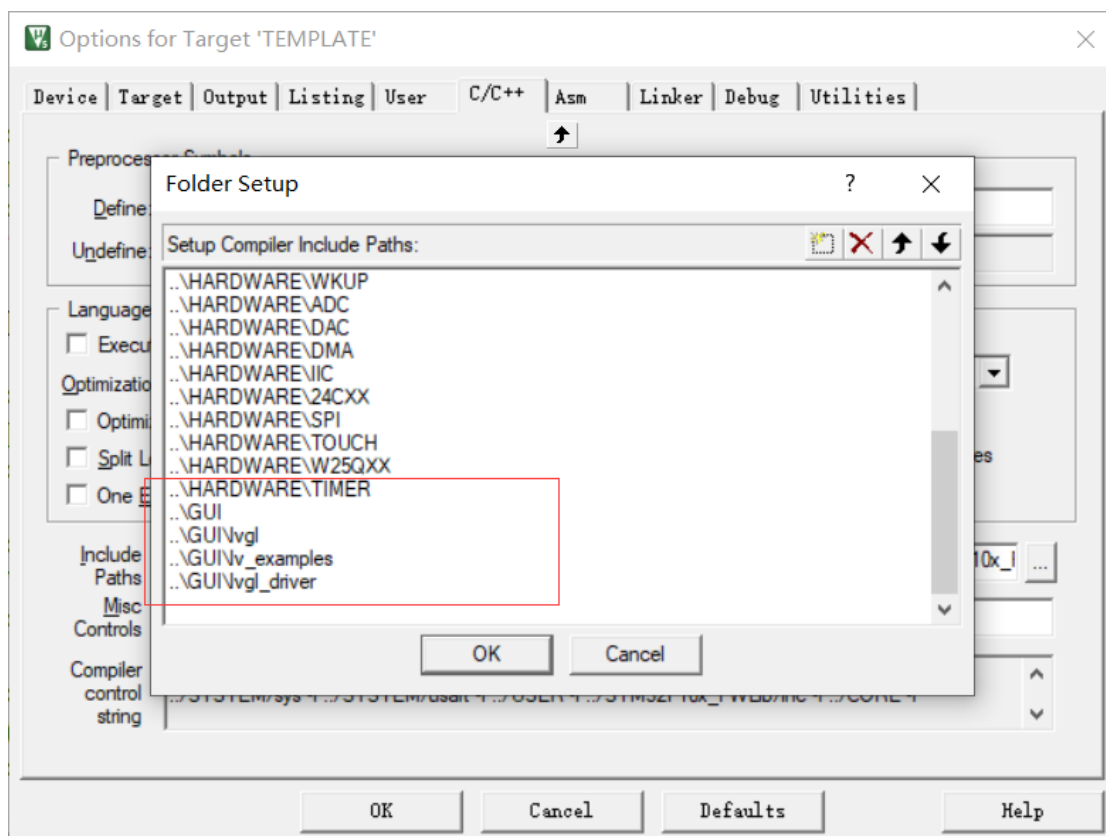 Options for Target 'TEMPLATE'
Device Target Output Listing User C/C++ Asm Linker Debug Utilities
Folder Setup
Define:
Undefine:
Setup Compiler Include Paths:
..\HARDWARE\WKUP
..\HARDWARE\ADC
..\HARDWARE\DAC
..\HARDWARE\DMA
..\HARDWARE\IIC
..\HARDWARE\24CXX
..\HARDWARE\SPI
..\HARDWARE\TOUCH
..\HARDWARE\W25QXX
..\HARDWARE\TIMER
..\GUI
..\GUI\lvgl
..\GUI\lv_examples
..\GUI\lvgl_driver
Language
Split
One
Include
Paths
Misc
Controls
OK Cancel
Compiler
control
string
OK Cancel Defaults Help